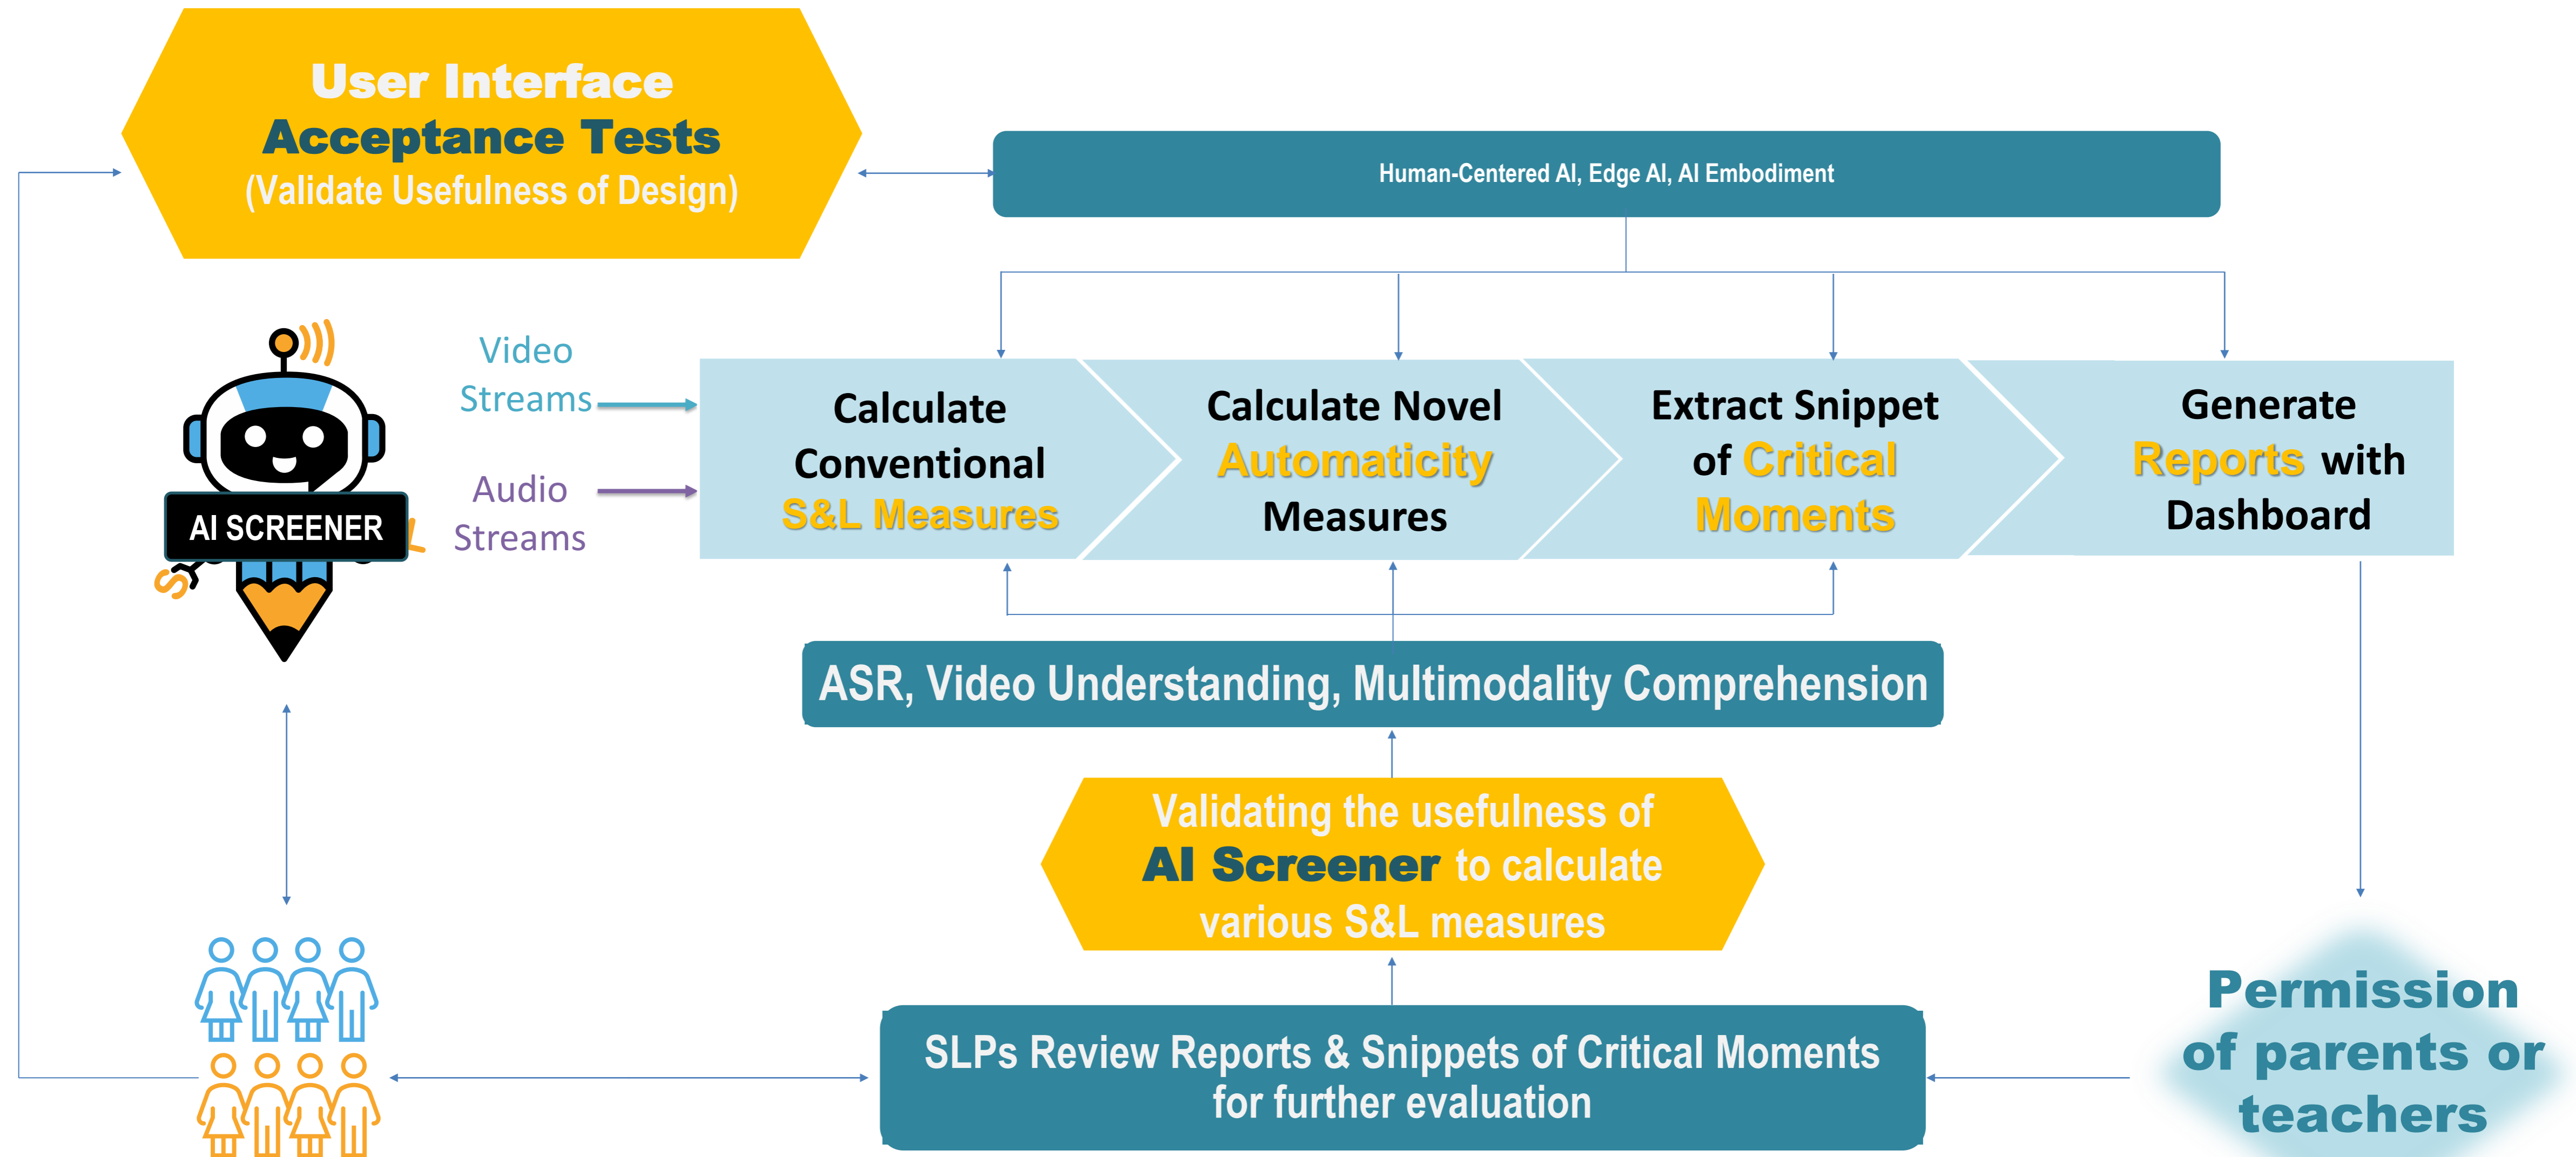 User Interface
Acceptance Tests
(Validate Usefulness of Design)
Human-Centered AI, Edge AI, AI Embodiment
Video
Streams
Audio
Streams
AI SCREENER
S
L
Calculate
Conventional
S&L Measures
Calculate Novel
Automaticity
Measures
Extract Snippet
of Critical
Moments
Generate
Reports with
Dashboard
ASR, Video Understanding, Multimodality Comprehension
Validating the usefulness of
AI Screener to calculate
various S&L measures
SLPs Review Reports & Snippets of Critical Moments
for further evaluation
Permission
of parents or
teachers